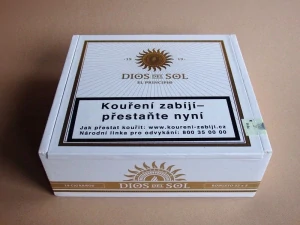 DIOS DEL SOL
EL PRINCIPIO
Kouření zabíjí–
přestaňte nyní
Jak přestat kouřit: www.koureni-zabiji.cz
Národní linka pro odvykání: 800 35 00 00
DIOS DEL SOL